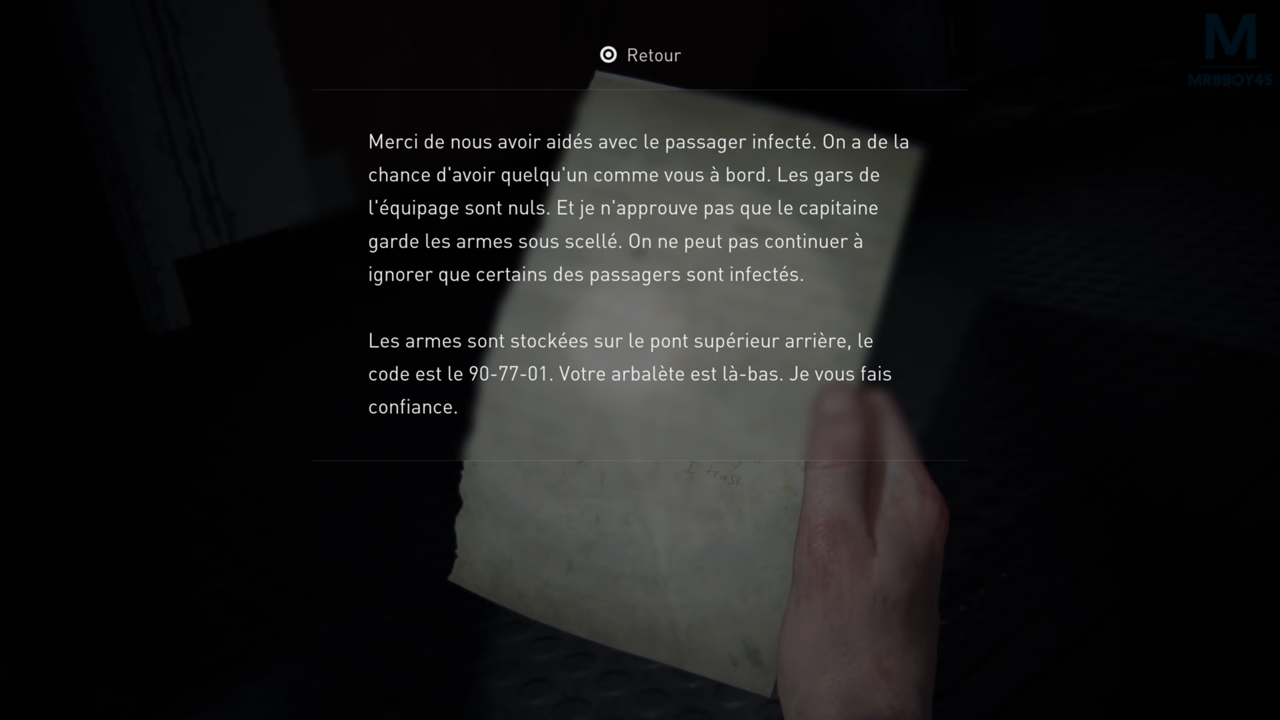 Retour
M
MRBBOY45
Merci de nous avoir aidés avec le passager infecté. On a de la
chance d'avoir quelqu'un comme vous à bord. Les gars de
l'équipage sont nuls. Et je n'approuve pas que le capitaine
garde les armes sous scellé. On ne peut pas continuer à
ignorer que certains des passagers sont infectés.
Les armes sont stockées sur le pont supérieur arrière, le
code est le 90-77-01. Votre arbalète est là-bas. Je vous fais
confiance.
I trust